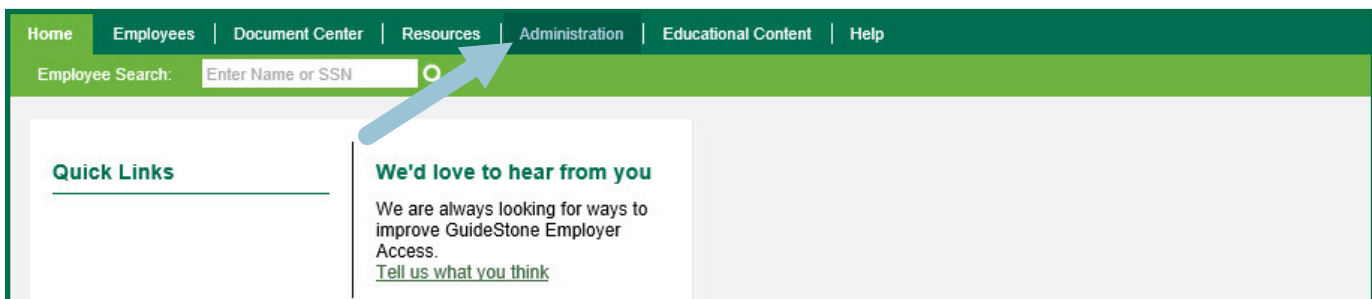 Home Employees | Document Center | Resources | Administration | Educational Content | Help
Employee Search: Enter Name or SSN
Quick Links
We'd love to hear from you
We are always looking for ways to
improve GuideStone Employer
Access.
Tell us what you think